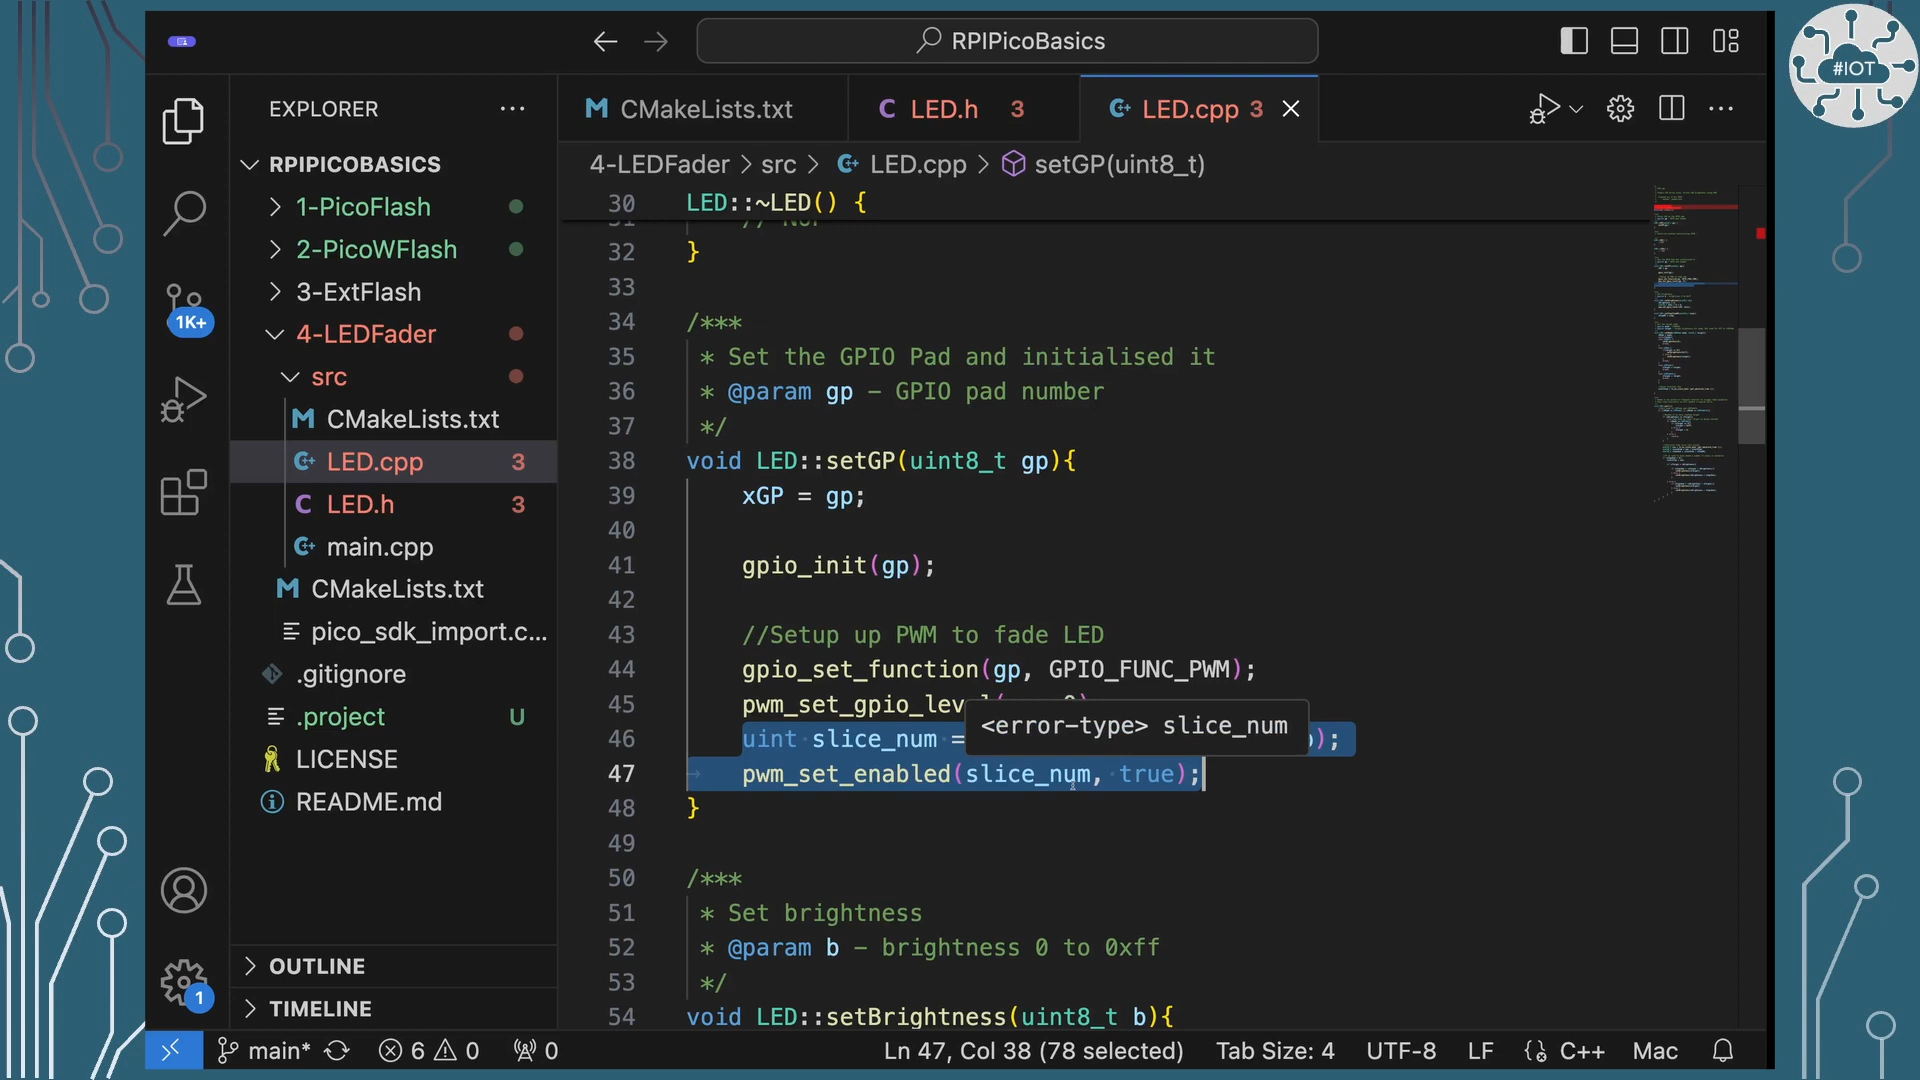 RPIPicoBasics
#IOT
EXPLORER
CMakeLists.txt
LED.h 3
LED.cpp 3
4-LEDFader > src > LED.cpp > setGP(uint8_t)
RPIPICOBASICS
1-PicoFlash
2-PicoWFlash
3-ExtFlash
4-LEDFader
src
CMakeLists.txt
LED.cpp 3
LED.h 3
main.cpp
CMakeLists.txt
pico_sdk_import.c...
.gitignore
.project U
LICENSE
README.md
OUTLINE
TIMELINE
1K+
1
30 LED::~LED() {
31
32 }
33
34 /***
35 * Set the GPIO Pad and initialised it
36 * @param gp – GPIO pad number
37 */
38 void LED::setGP(uint8_t gp){
39 xGP = gp;
40
41 gpio_init(gp);
42
43 //Setup up PWM to fade LED
44 gpio_set_function(gp, GPIO_FUNC_PWM);
45 pwm_set_gpio_lev
<error-type> slice_num
46 uint slice_num = );
47 pwm_set_enabled(slice_num, true);
48 }
49
50 /***
51 * Set brightness
52 * @param b – brightness 0 to 0xff
53 */
54 void LED::setBrightness(uint8_t b){
main* 6 0 0 Ln 47, Col 38 (78 selected) Tab Size: 4 UTF-8 LF C++ Mac